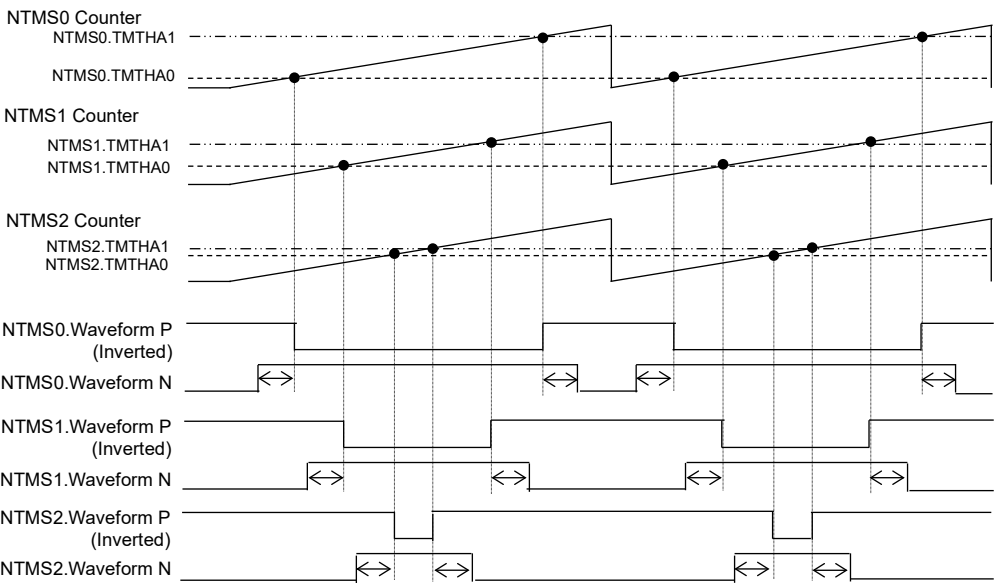 NTMS0 Counter
NTMS0.TMTHA1
NTMS0.TMTHA0
NTMS1 Counter
NTMS1.TMTHA1
NTMS1.TMTHA0
NTMS2 Counter
NTMS2.TMTHA1
NTMS2.TMTHA0
NTMS0.Waveform P
(Inverted)
NTMS0.Waveform N
NTMS1.Waveform P
(Inverted)
NTMS1.Waveform N
NTMS2.Waveform P
(Inverted)
NTMS2.Waveform N